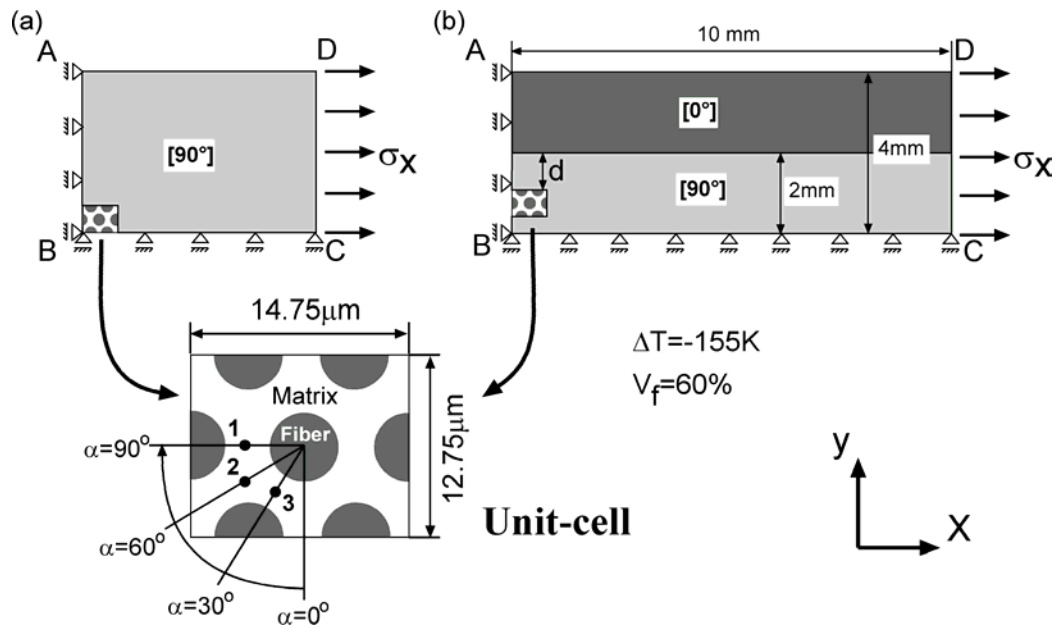 (a)
A
D
[90°]
σx
B
C
(b)
10 mm
A
D
[0°]
d
4mm
σx
[90°]
2mm
B
C
14.75μm
Matrix
Fiber
1
2
3
α=90°
α=60°
α=30°
α=0°
12.75μm
Unit-cell
ΔT=-155K
Vf=60%
y
X